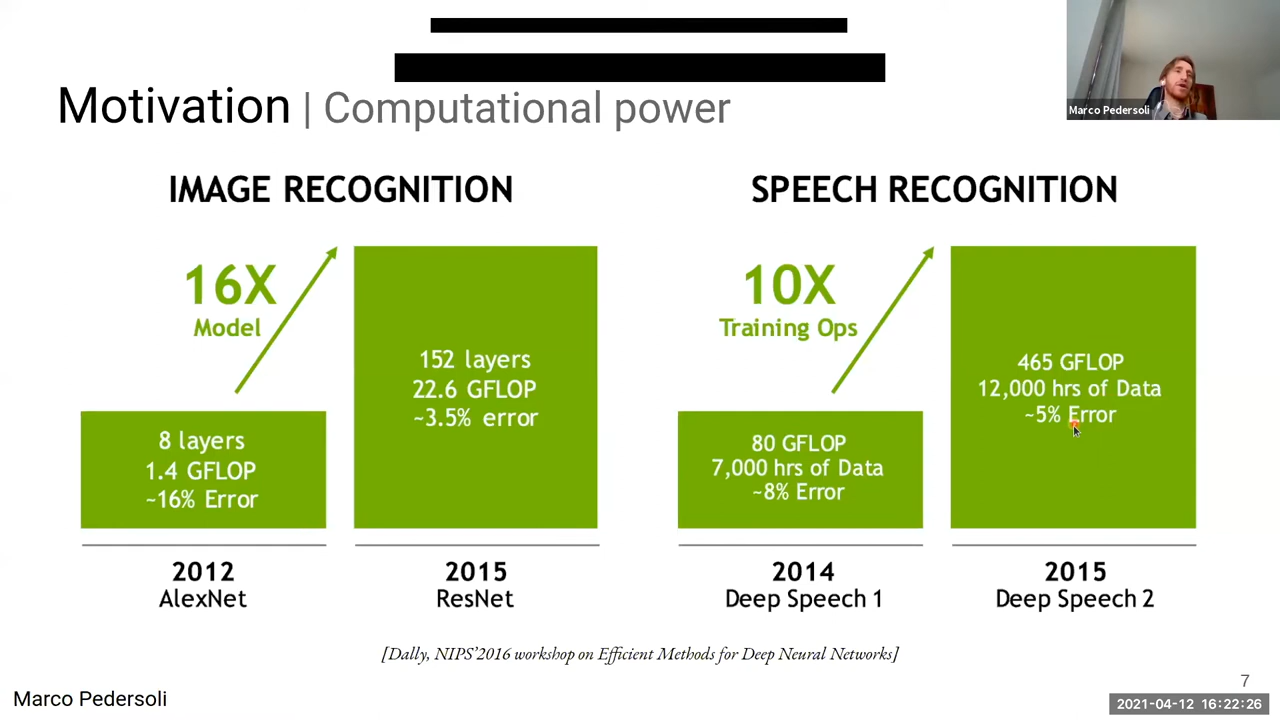 Motivation | Computational power
Marco Pedersoli
IMAGE RECOGNITION
16X
Model
8 layers
1.4 GFLOP
~16% Error
152 layers
22.6 GFLOP
~3.5% error
2012
AlexNet
2015
ResNet
SPEECH RECOGNITION
10X
Training Ops
80 GFLOP
7,000 hrs of Data
~8% Error
465 GFLOP
12,000 hrs of Data
~5% Error
2014
Deep Speech 1
2015
Deep Speech 2
[Dally, NIPS'2016 workshop on Efficient Methods for Deep Neural Networks]
7
Marco Pedersoli
2021-04-12 16:22:26